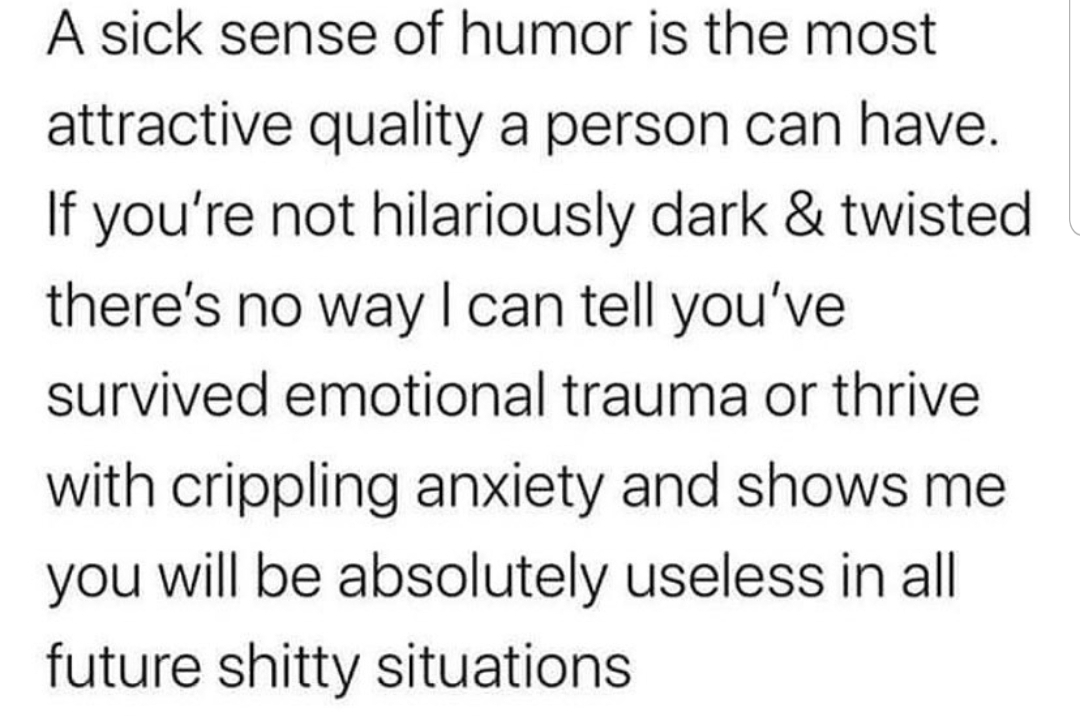 A sick sense of humor is the most
attractive quality a person can have.
If you're not hilariously dark & twisted
there's no way I can tell you've
survived emotional trauma or thrive
with crippling anxiety and shows me
you will be absolutely useless in all
future shitty situations